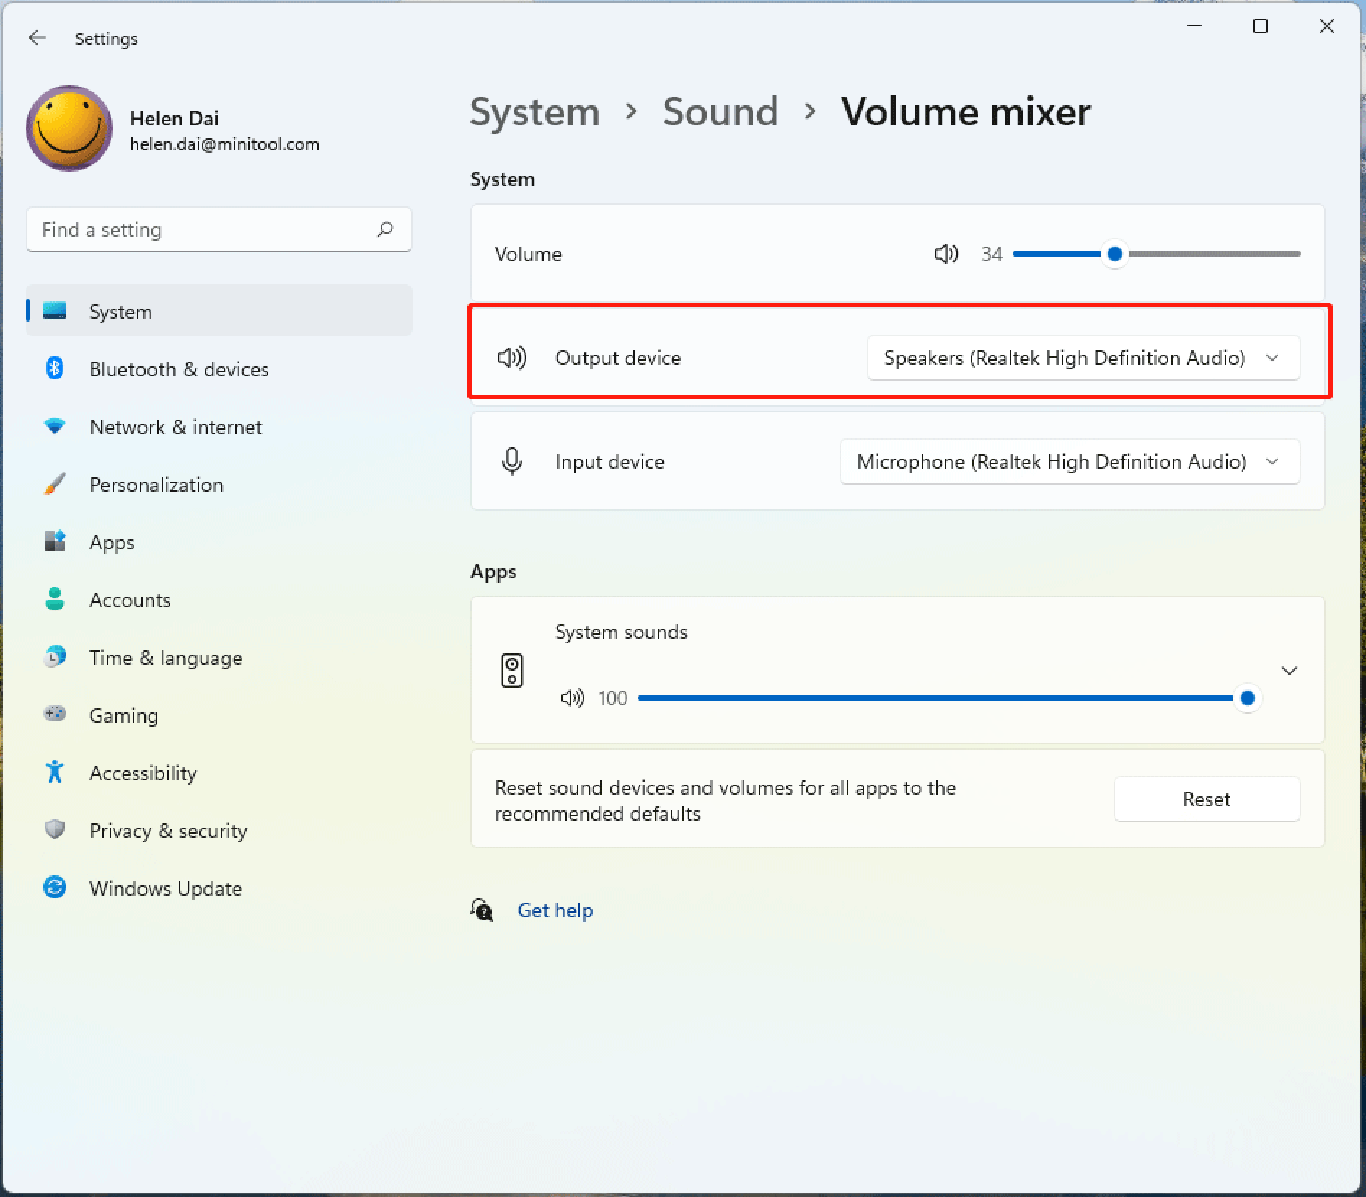 Settings
Helen Dai
helen.dai@minitool.com
Find a setting
System
Bluetooth & devices
Network & internet
Personalization
Apps
Accounts
Time & language
Gaming
Accessibility
Privacy & security
Windows Update
System > Sound > Volume mixer
System
Volume 34
Output device Speakers (Realtek High Definition Audio)
Input device Microphone (Realtek High Definition Audio)
Apps
System sounds
100
Reset sound devices and volumes for all apps to the
recommended defaults
Reset
Get help